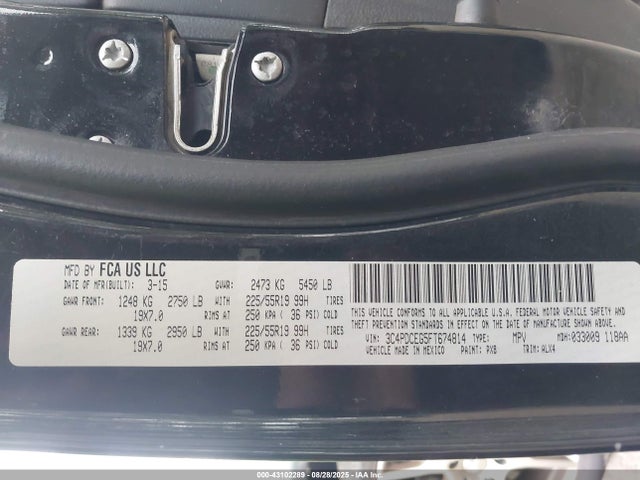 MFD BY FCA US LLC
DATE OF MFR(BUILT): 3-15 GVWR: 2473 KG 5450 LB
GAWR FRONT: 1248 KG 2750 LB WITH 225/55R19 99H TIRES
19X7.0 RIMS AT 250 KPA ( 36 PSI) COLD
GAWR REAR: 1339 KG 2950 LB WITH 225/55R19 99H TIRES
19X7.0 RIMS AT 250 KPA ( 36 PSI) COLD
THIS VEHICLE CONFORMS TO ALL APPLICABLE U.S.A. FEDERAL MOTOR VEHICLE SAFETY AND
THEFT PREVENTION STANDARDS IN EFFECT ON THE DATE OF MANUFACTURE SHOWN ABOVE.
VIN: 3C4PDCEG5FT674814 TYPE: MPV MDH: 033009 118AA
VEHICLE MADE IN MEXICO PAINT: PX8 TRIM: ALX4
000-43102289 - 08/28/2025 - IAA Inc.